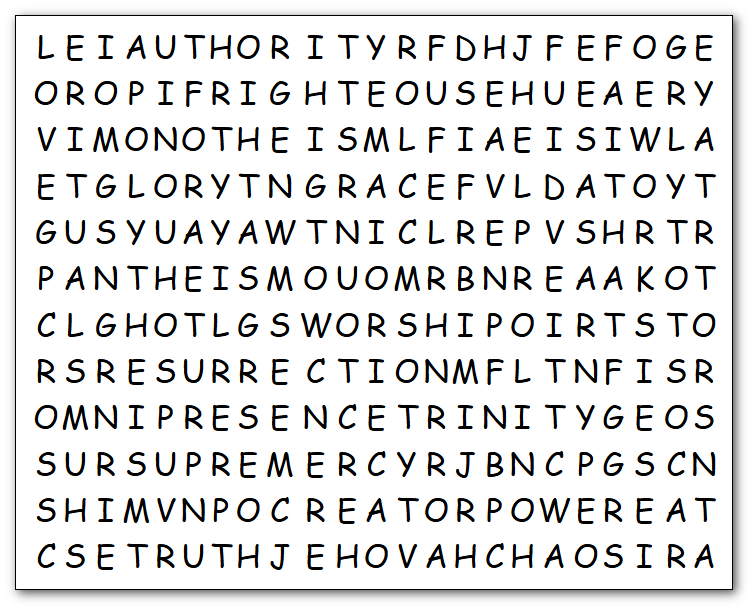 L E I A U T H O R I T Y R F D H J F E F O G E
O R O P I F R I G H T E O U S E H U E A E R Y
V I M O N O T H E I S M L F I A E I S I W L A
E T G L O R Y T N G R A C E F V L D A T O Y T
G U S Y U A Y A W T N I C L R E P V S H R T R
P A N T H E I S M O U O M R B N R E A A K O T
C L G H O T L G S W O R S H I P O I R T S T O
R S R E S U R R E C T I O N M F L T N F I S R
O M N I P R E S E N C E T R I N I T Y G E O S
S U R S U P R E M E R C Y R J B N C P G S C N
S H I M V N P O C R E A T O R P O W E R E A T
C S E T R U T H J E H O V A H C H A O S I R A